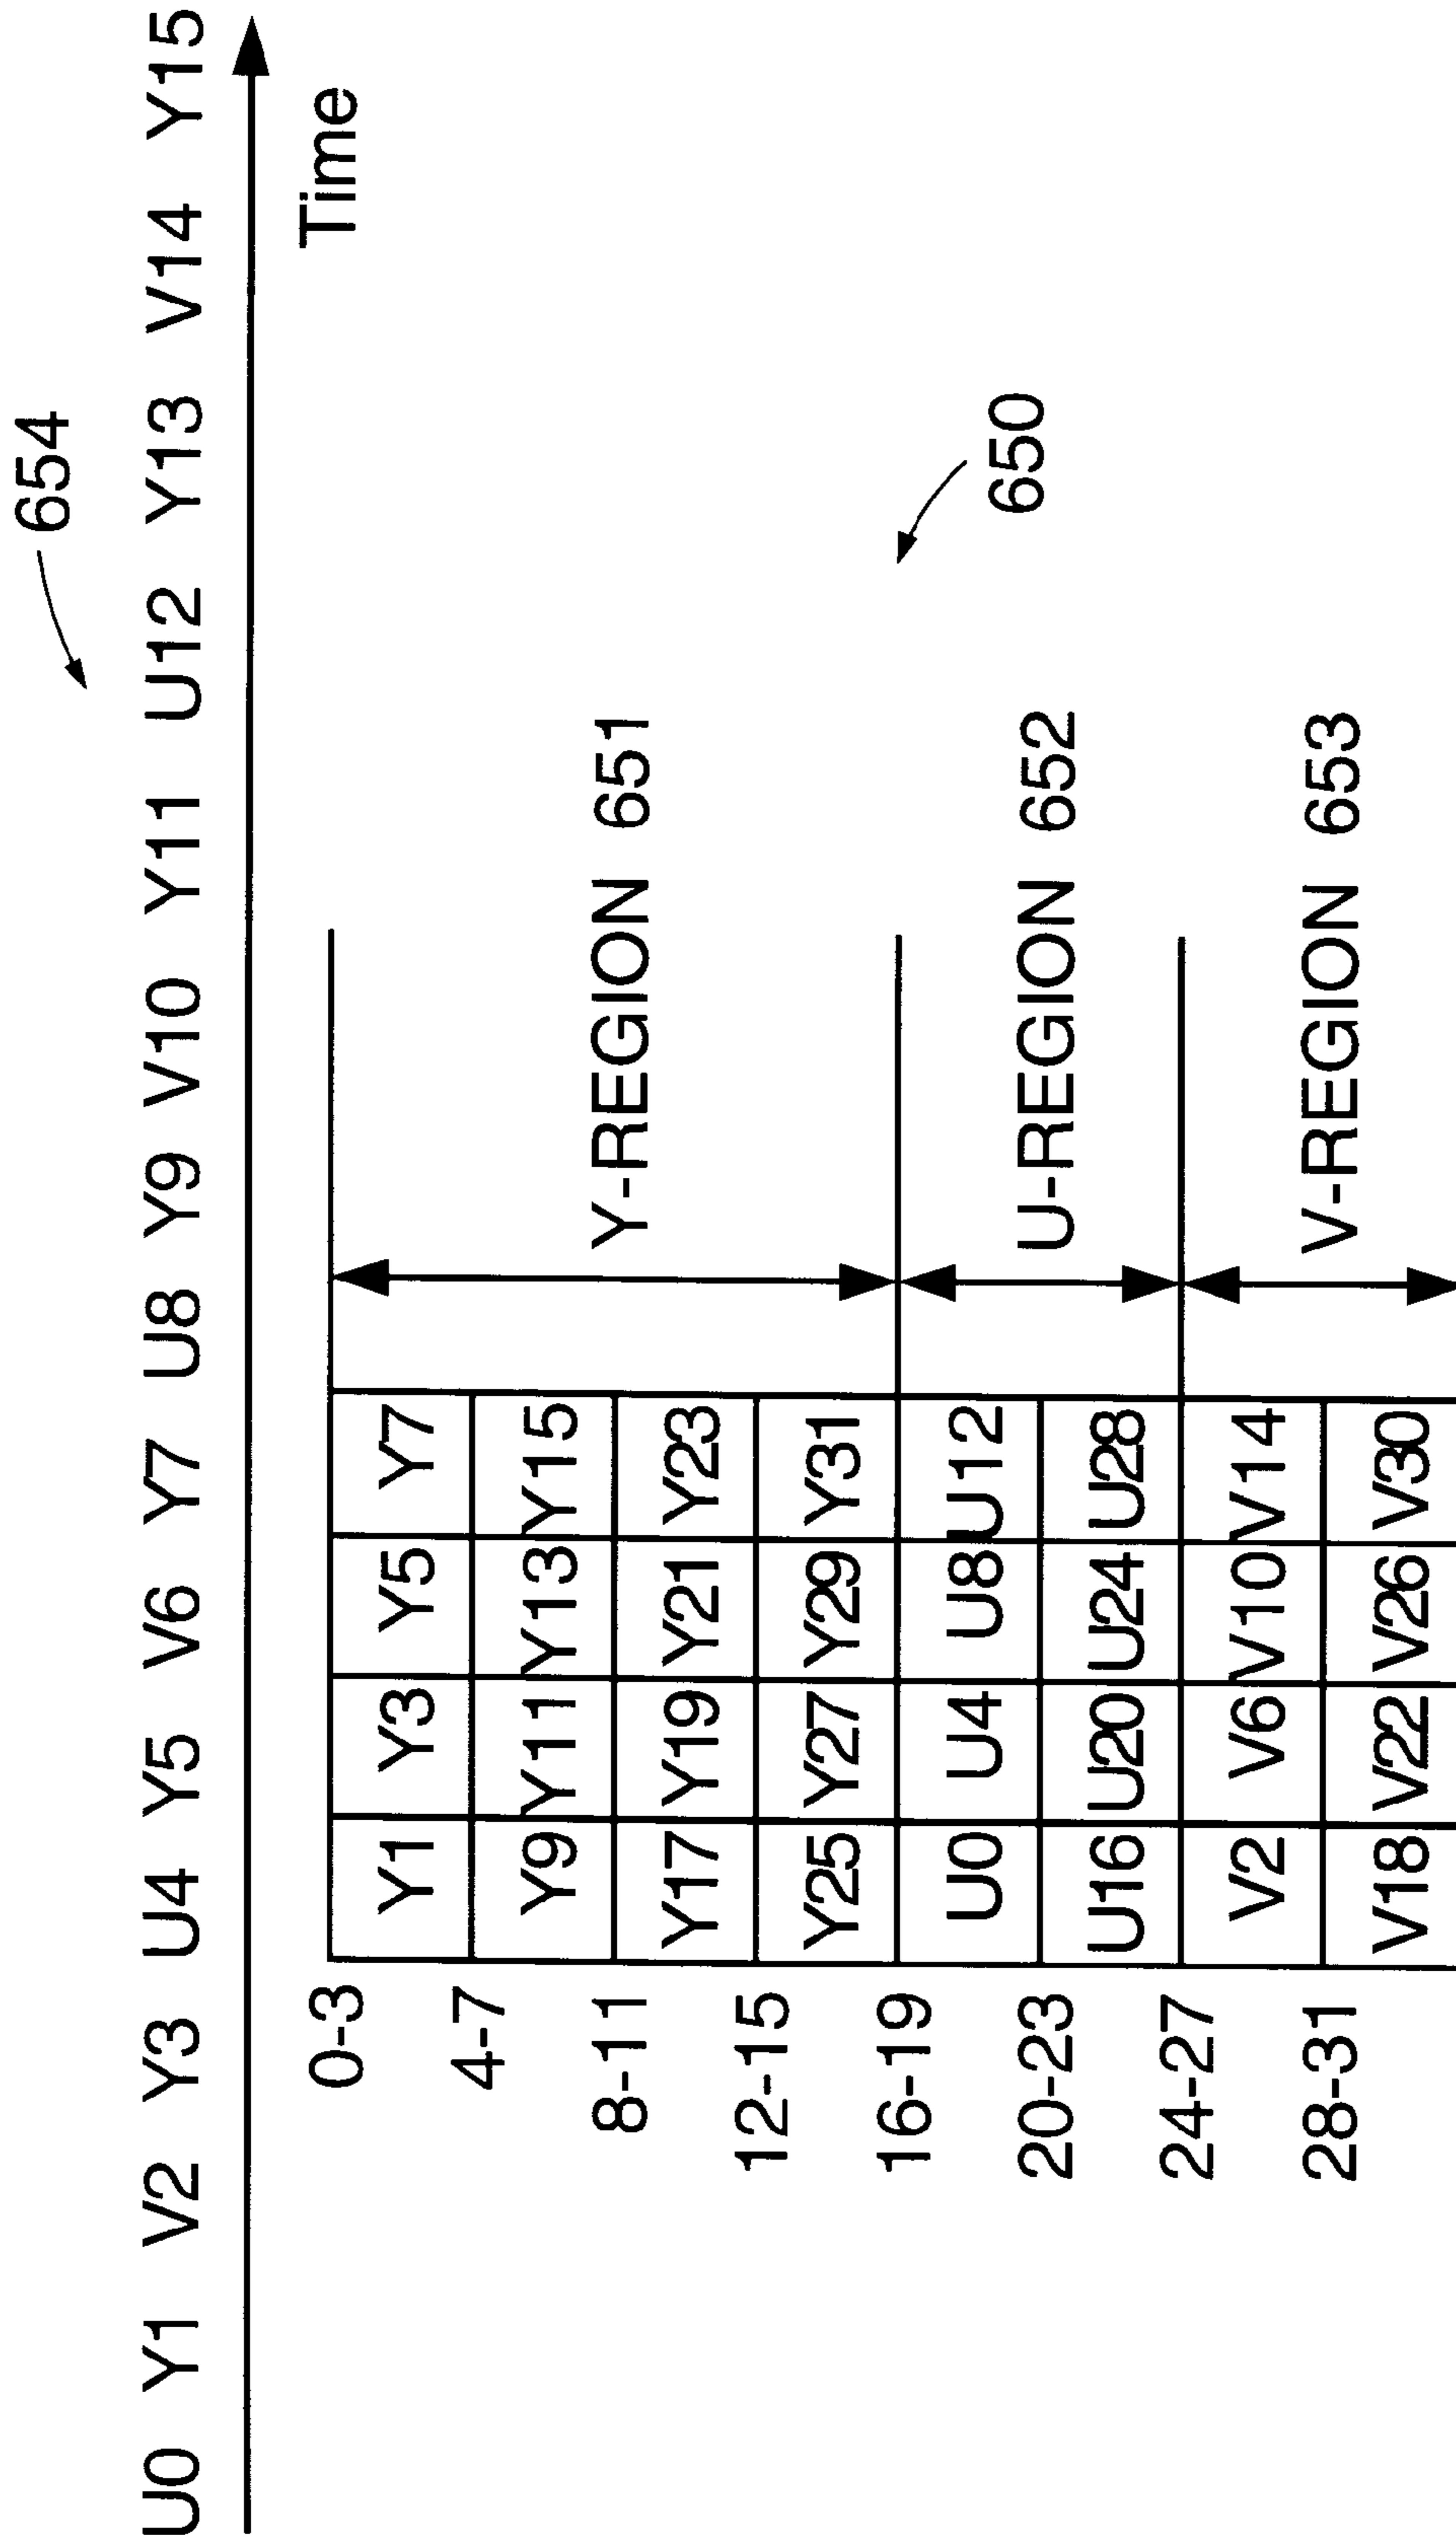 654
U0 Y1 V2 Y3 U4 Y5 V6 Y7 U8 Y9 V10 Y11 U12 Y13 V14 Y15
Time
0-3 Y1 Y3 Y5 Y7
4-7 Y9 Y11 Y13 Y15
8-11 Y17 Y19 Y21 Y23
12-15 Y25 Y27 Y29 Y31
Y-REGION 651
650
16-19 U0 U4 U8 U12
20-23 U16 U20 U24 U28
U-REGION 652
24-27 V2 V6 V10 V14
28-31 V18 V22 V26 V30
V-REGION 653